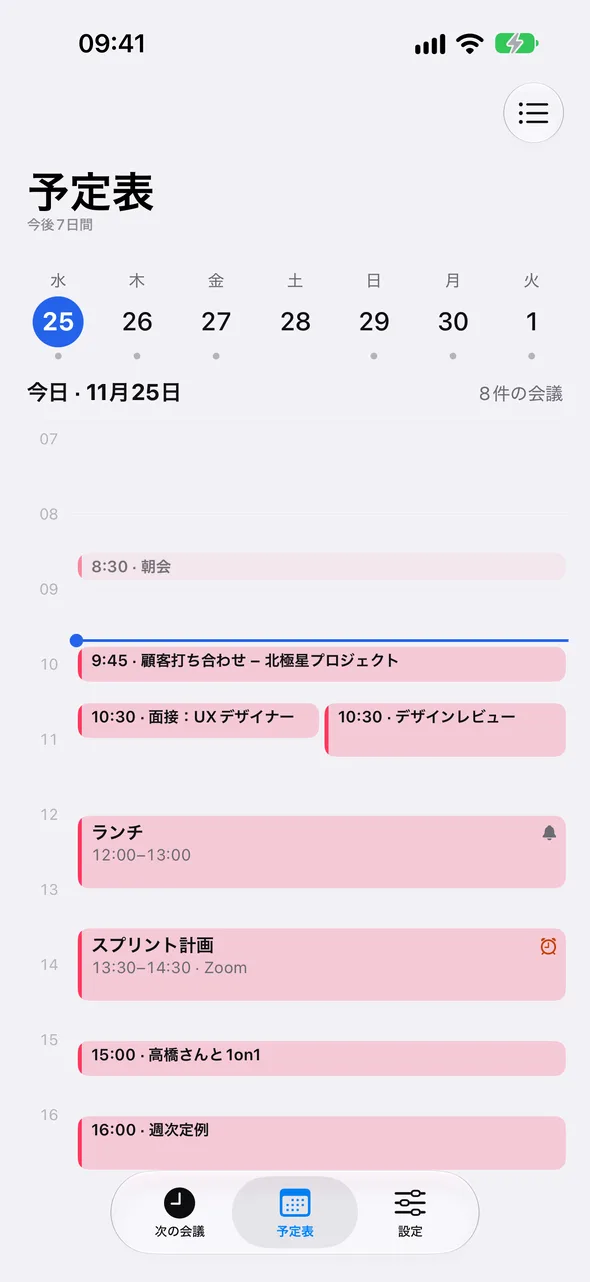 09:41
予定表
今後7日間
水 木 金 土 日 月 火
25 26 27 28 29 30 1
今日 · 11月25日 8件の会議
07
08
8:30 · 朝会
09
10
9:45 · 顧客打ち合わせ – 北極星プロジェクト
10:30 · 面接：UXデザイナー 10:30 · デザインレビュー
11
12
ランチ
12:00–13:00
13
スプリント計画
13:30–14:30 · Zoom
14
15
15:00 · 高橋さんと1on1
16
16:00 · 週次定例
次の会議 予定表 設定